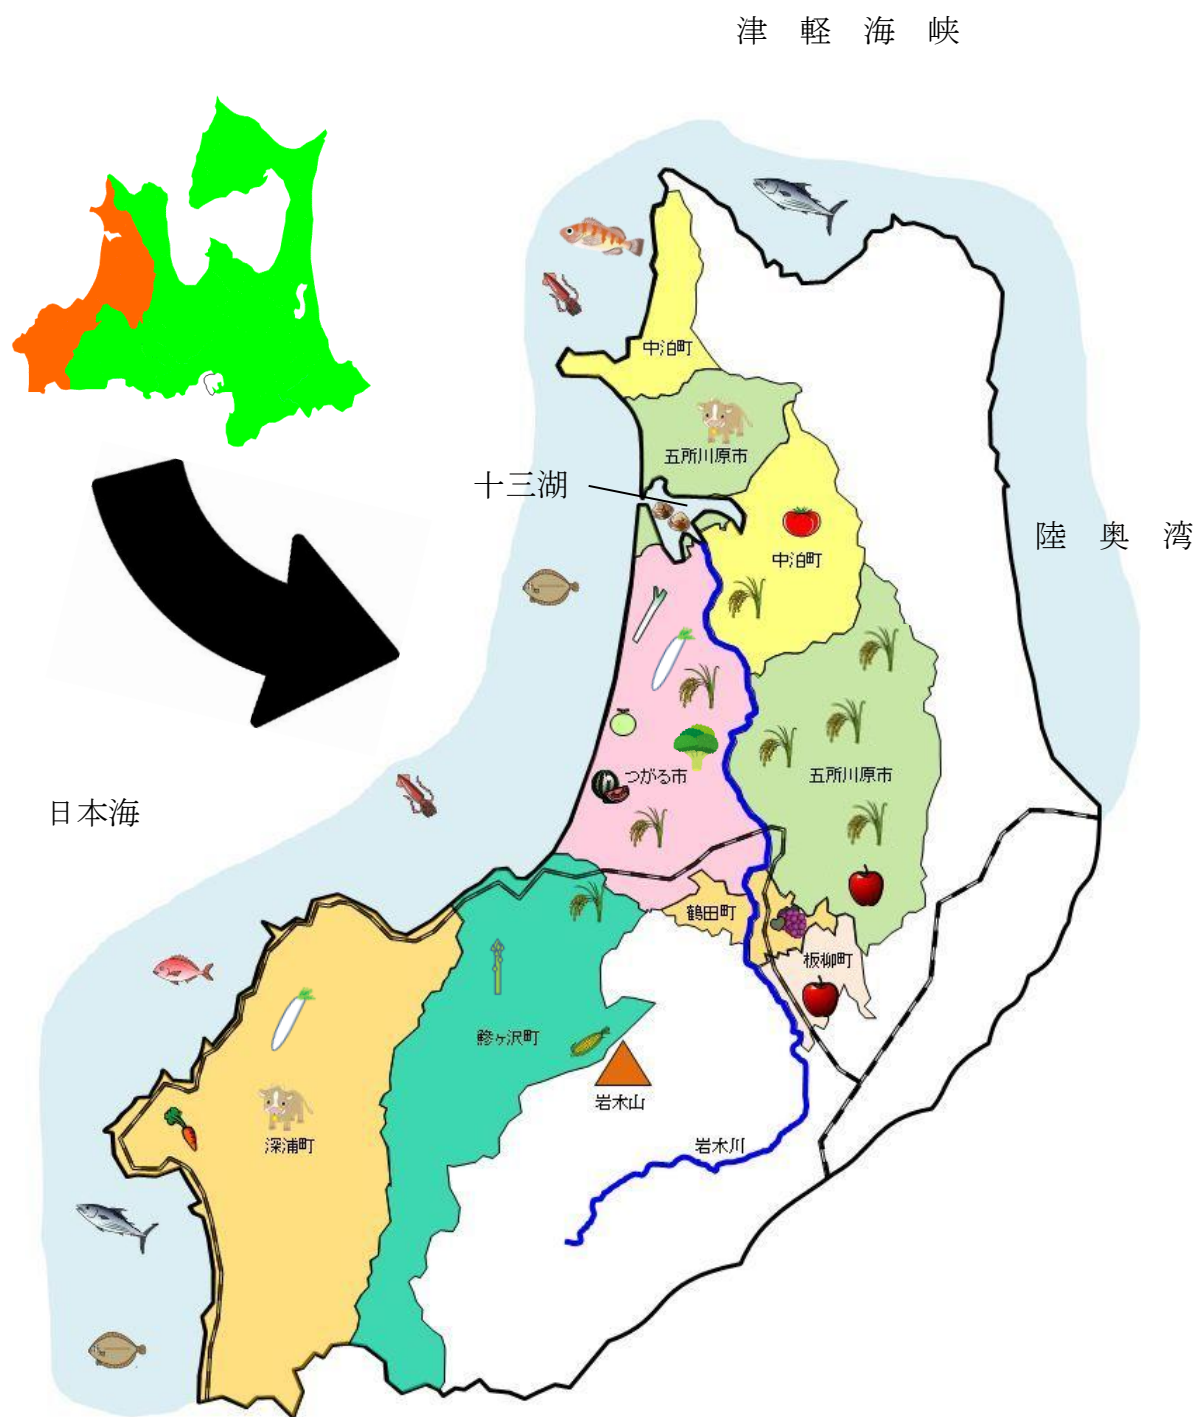 津軽海峡
中泊町
五所川原市
十三湖
陸奥湾
中泊町
つがる市
五所川原市
日本海
鶴田町
板柳町
鰺ヶ沢町
岩木山
深浦町
岩木川